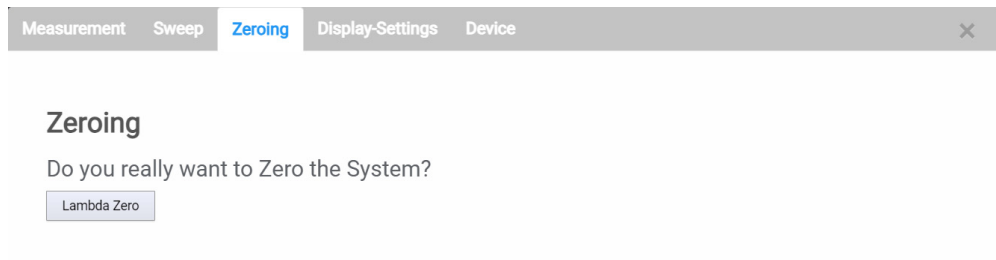 Measurement Sweep Zeroing Display-Settings Device
Zeroing
Do you really want to Zero the System?
Lambda Zero